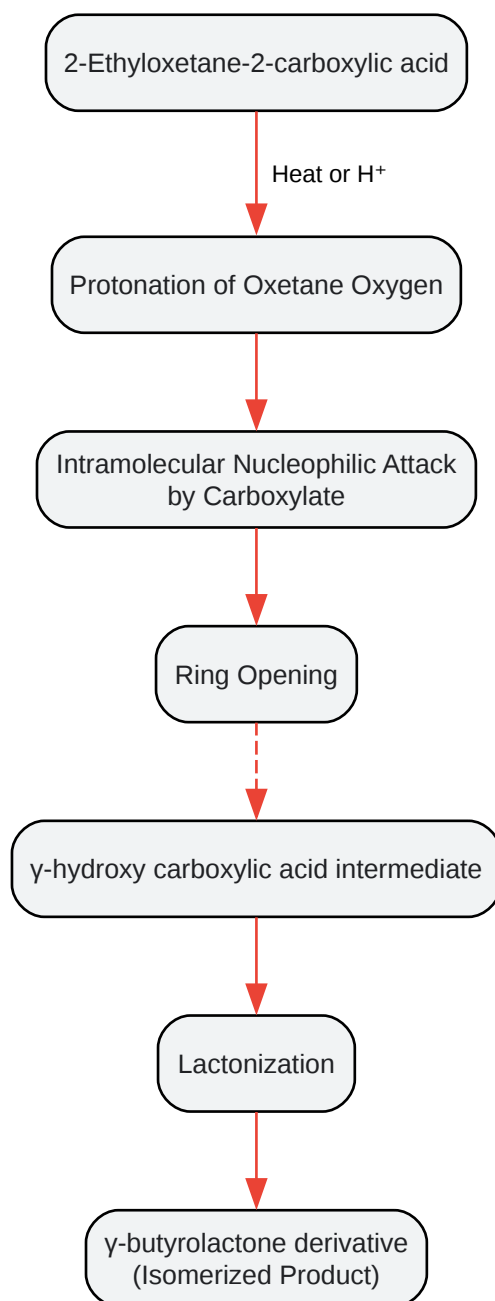 2-Ethyloxetane-2-carboxylic acid
Heat or H⁺
Protonation of Oxetane Oxygen
Intramolecular Nucleophilic Attack
by Carboxylate
Ring Opening
γ-hydroxy carboxylic acid intermediate
Lactonization
γ-butyrolactone derivative
(Isomerized Product)